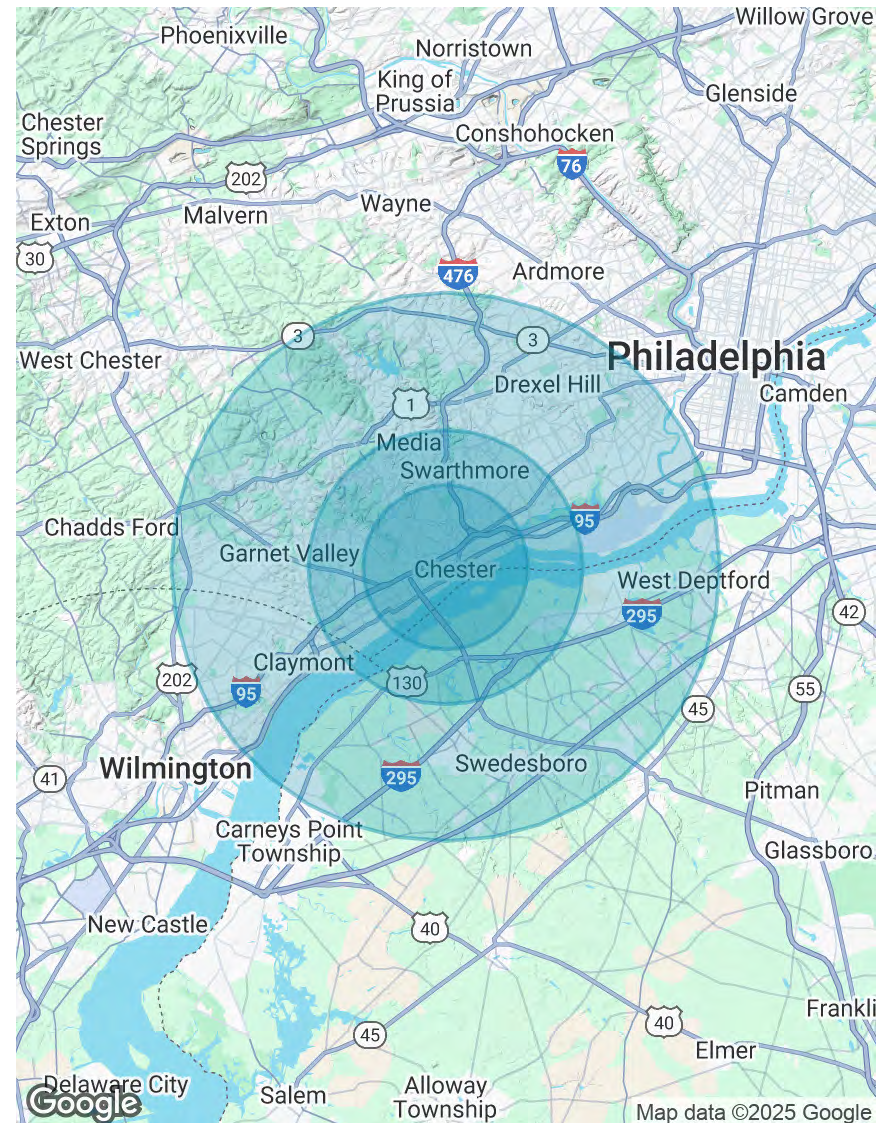 Willow Grove
Phoenixville
Norristown
King of
Prussia
Glenside
Chester
Springs
Conshohocken
76
202
Wayne
Malvern
Exton
30
476
Ardmore
3
3
Philadelphia
West Chester
Drexel Hill
Camden
1
Media
Swarthmore
95
Chadds Ford
Garnet Valley
Chester
West Deptford
295
42
Claymont
202
130
95
55
45
Wilmington
Swedesboro
295
41
Pitman
Carneys Point
Township
Glassboro
New Castle
40
Frankli
40
45
Elmer
Delaware City
Salem
Alloway
Township
Google
Map data ©2025 Google